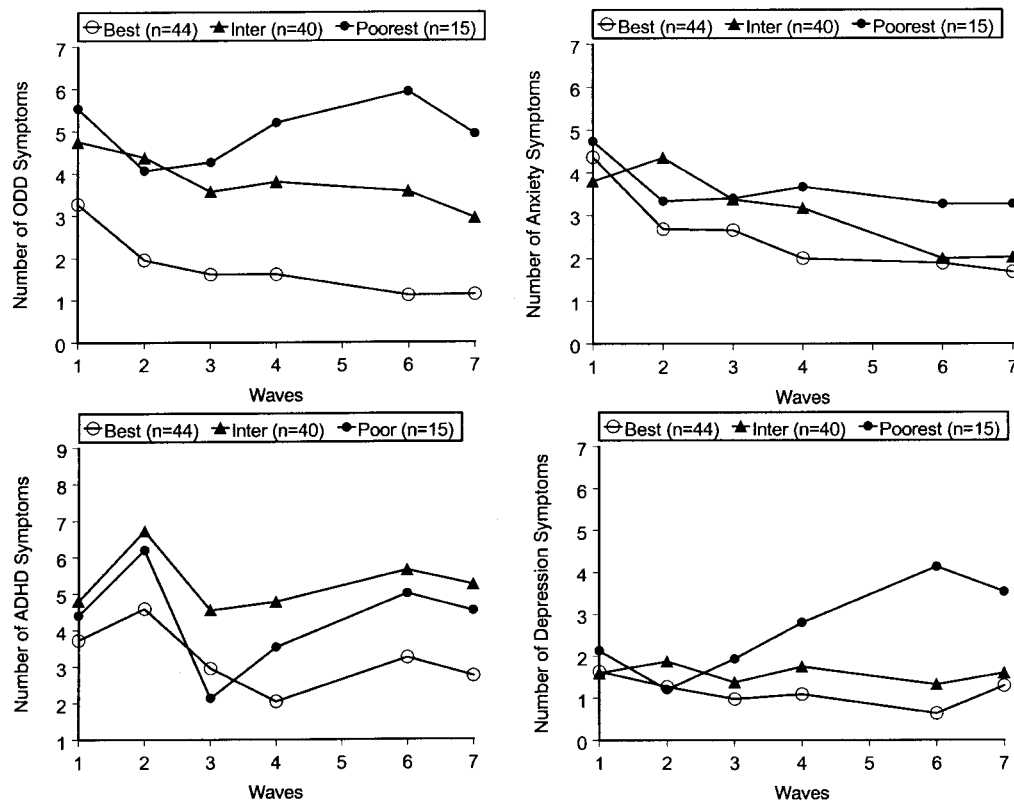 Best (n=44) Inter (n=40) Poorest (n=15)
7
6
5
4
3
2
1
0
Number of ODD Symptoms
1 2 3 4 5 6 7
Waves
Best (n=44) Inter (n=40) Poorest (n=15)
7
6
5
4
3
2
1
0
Number of Anxiety Symptoms
1 2 3 4 5 6 7
Waves
Best (n=44) Inter (n=40) Poor (n=15)
9
8
7
6
5
4
3
2
1
Number of ADHD Symptoms
1 2 3 4 5 6 7
Waves
Best (n=44) Inter (n=40) Poorest (n=15)
7
6
5
4
3
2
1
0
Number of Depression Symptoms
1 2 3 4 5 6 7
Waves